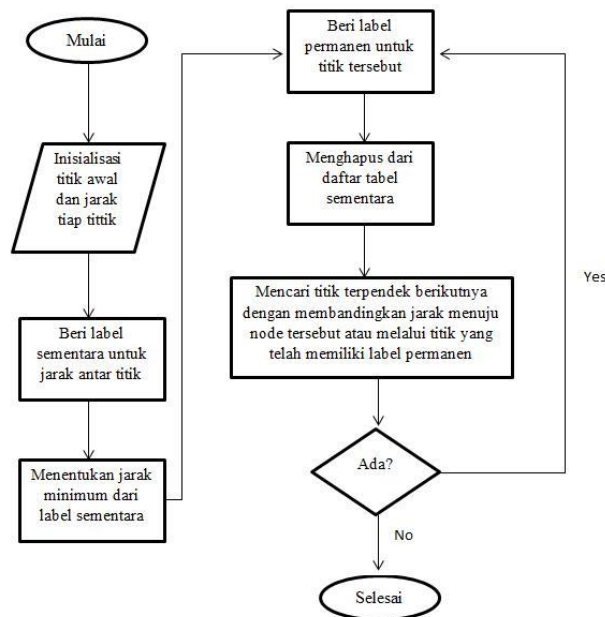 Mulai
Inisialisasi
titik awal
dan jarak
tiap tittik
Beri label
sementara untuk
jarak antar titik
Menentukan jarak
minimum dari
label sementara
Beri label
permanen untuk
titik tersebut
Menghapus dari
daftar tabel
sementara
Mencari titik terpendek berikutnya
dengan membandingkan jarak menuju
node tersebut atau melalui titik yang
telah memiliki label permanen
Ada?
Yes
No
Selesai